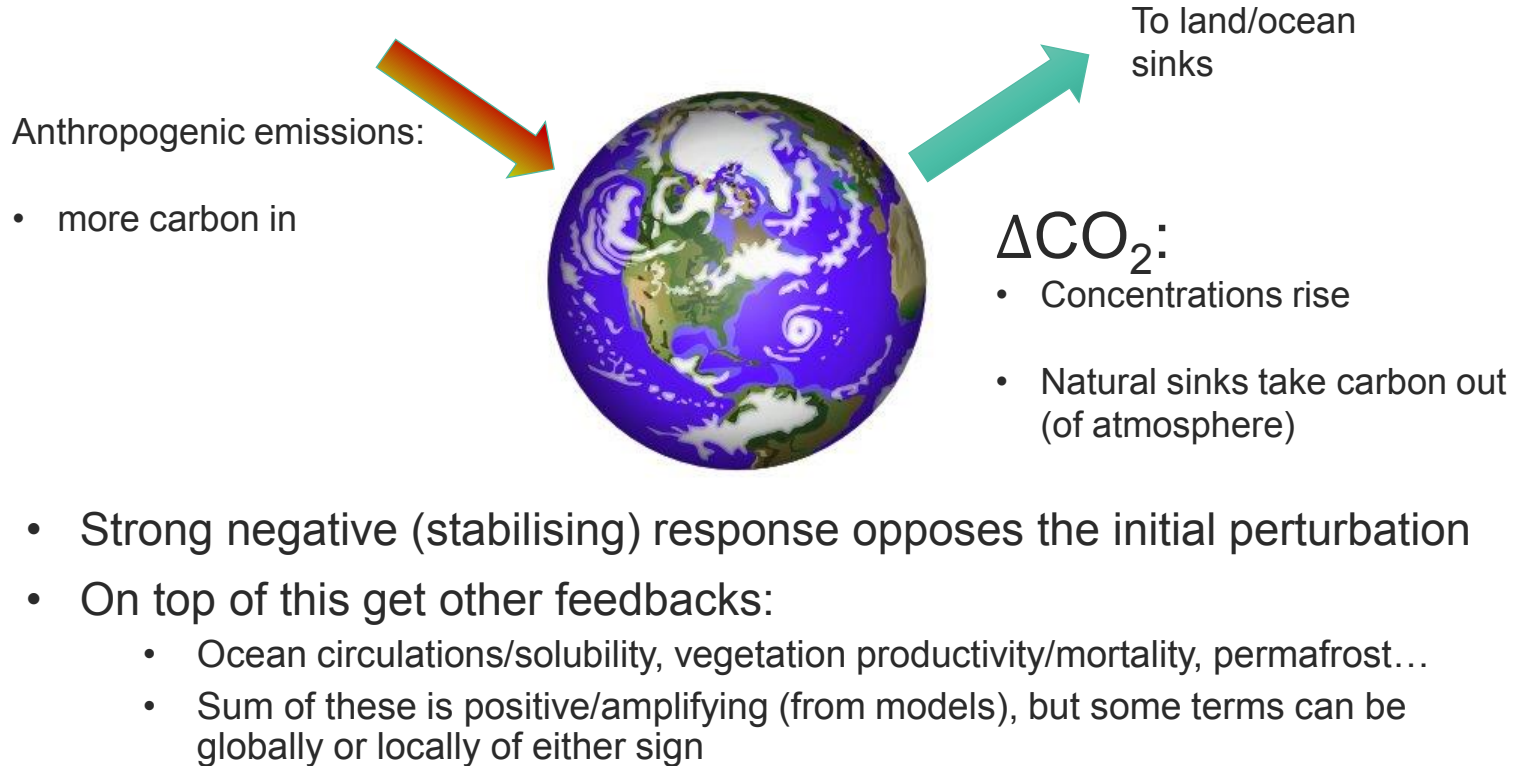 To land/ocean
sinks
Anthropogenic emissions:
• more carbon in
ΔCO₂:
• Concentrations rise
• Natural sinks take carbon out
(of atmosphere)
• Strong negative (stabilising) response opposes the initial perturbation
• On top of this get other feedbacks:
• Ocean circulations/solubility, vegetation productivity/mortality, permafrost…
• Sum of these is positive/amplifying (from models), but some terms can be
globally or locally of either sign